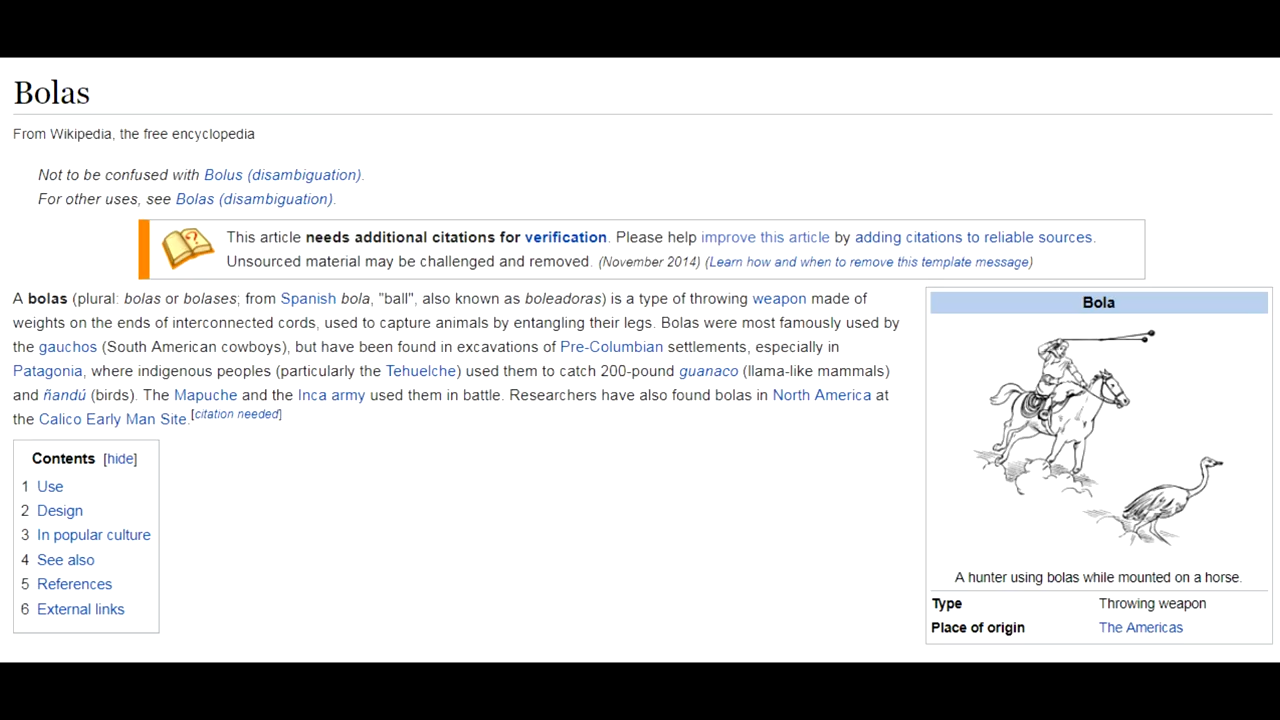 Bolas
From Wikipedia, the free encyclopedia
Not to be confused with Bolus (disambiguation).
For other uses, see Bolas (disambiguation).
This article needs additional citations for verification. Please help improve this article by adding citations to reliable sources.
Unsourced material may be challenged and removed. (November 2014) (Learn how and when to remove this template message)
A bolas (plural: bolas or bolases; from Spanish bola, "ball", also known as boleadoras) is a type of throwing weapon made of
weights on the ends of interconnected cords, used to capture animals by entangling their legs. Bolas were most famously used by
the gauchos (South American cowboys), but have been found in excavations of Pre-Columbian settlements, especially in
Patagonia, where indigenous peoples (particularly the Tehuelche) used them to catch 200-pound guanaco (llama-like mammals)
and ñandú (birds). The Mapuche and the Inca army used them in battle. Researchers have also found bolas in North America at
the Calico Early Man Site.[citation needed]
Contents [hide]
1 Use
2 Design
3 In popular culture
4 See also
5 References
6 External links
Bola
A hunter using bolas while mounted on a horse.
Type Throwing weapon
Place of origin The Americas